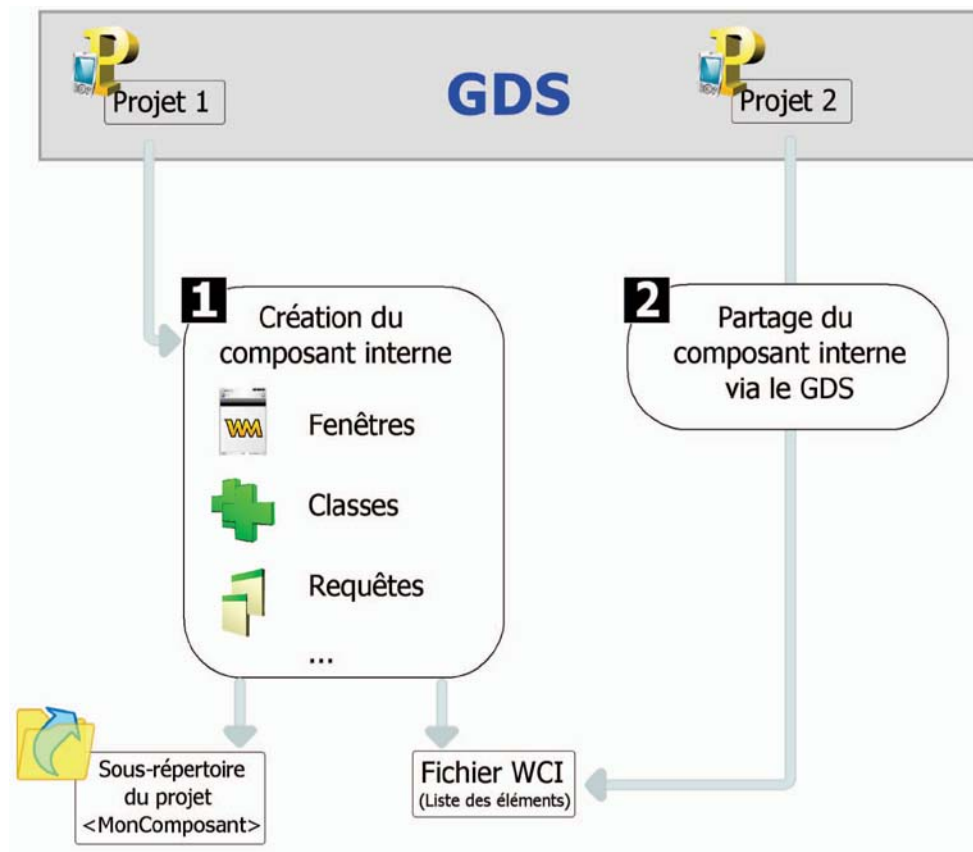 GDS
Projet 1
Projet 2
1
Création du
composant interne
WM
Fenêtres
Classes
Requêtes
...
2
Partage du
composant interne
via le GDS
Sous-répertoire
du projet
<MonComposant>
Fichier WCI
(Liste des éléments)